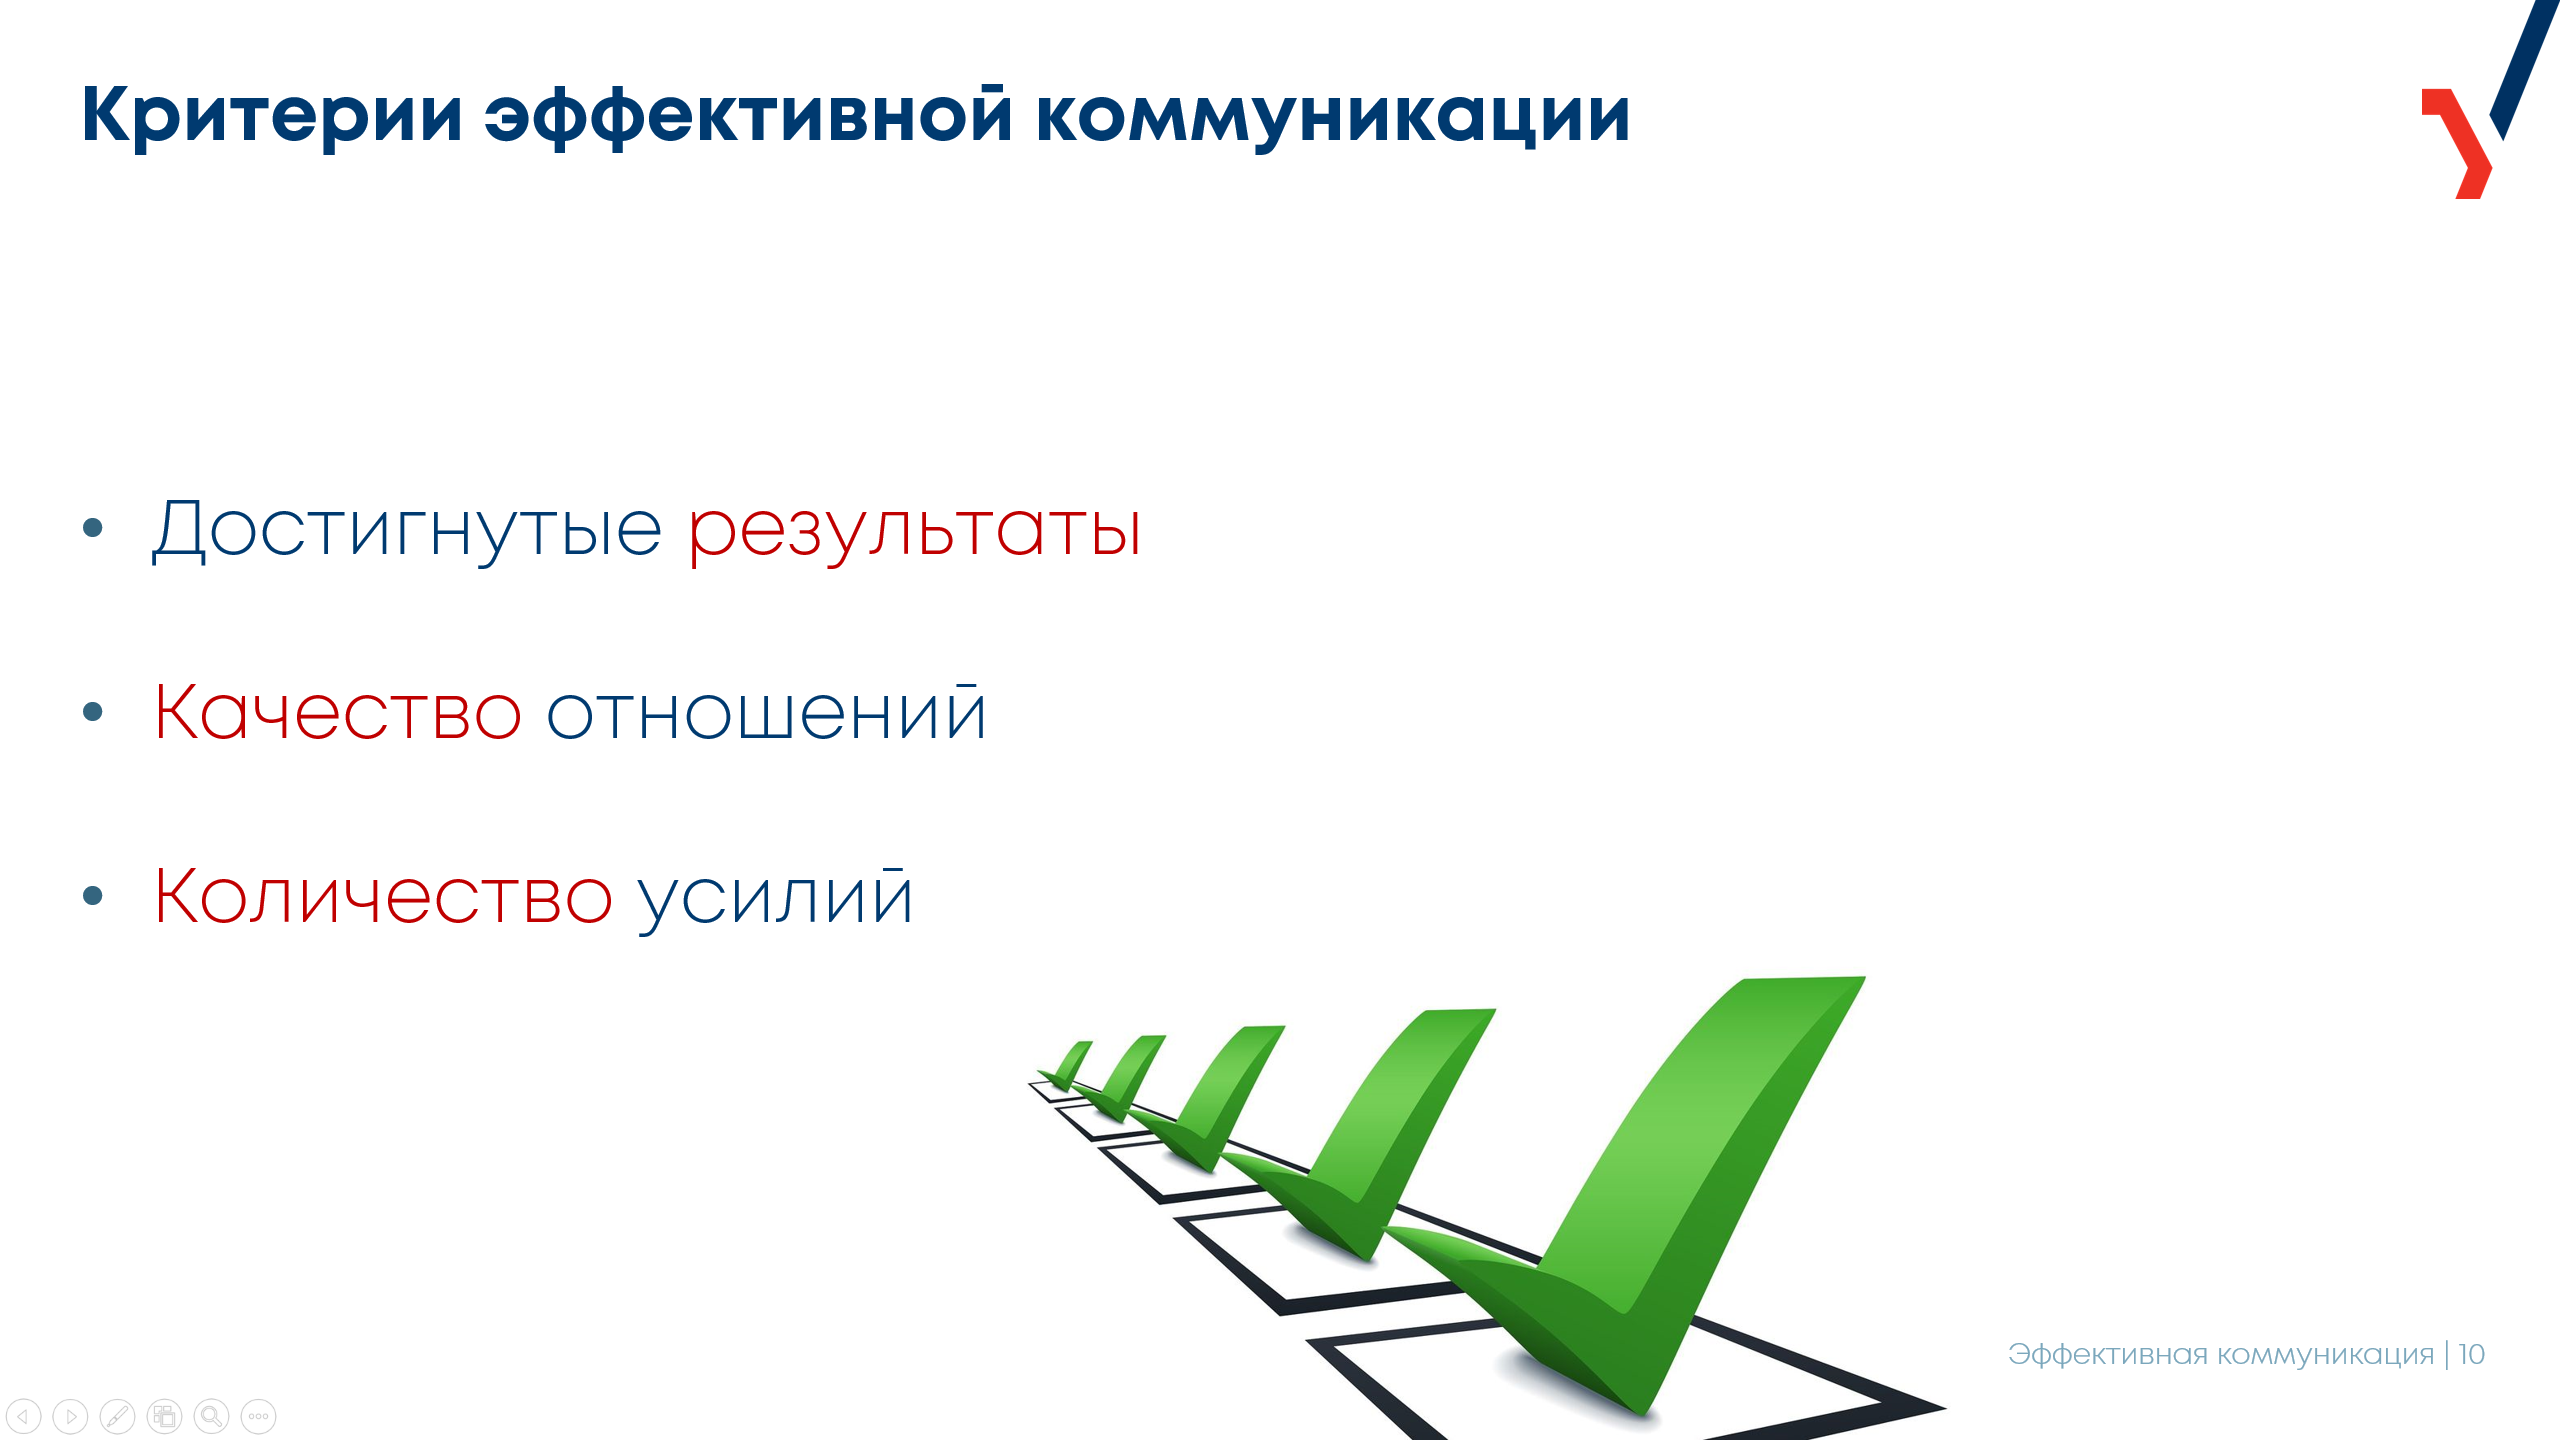 Критерии эффективной коммуникации
• Достигнутые результаты
• Качество отношений
• Количество усилий
Эффективная коммуникация | 10